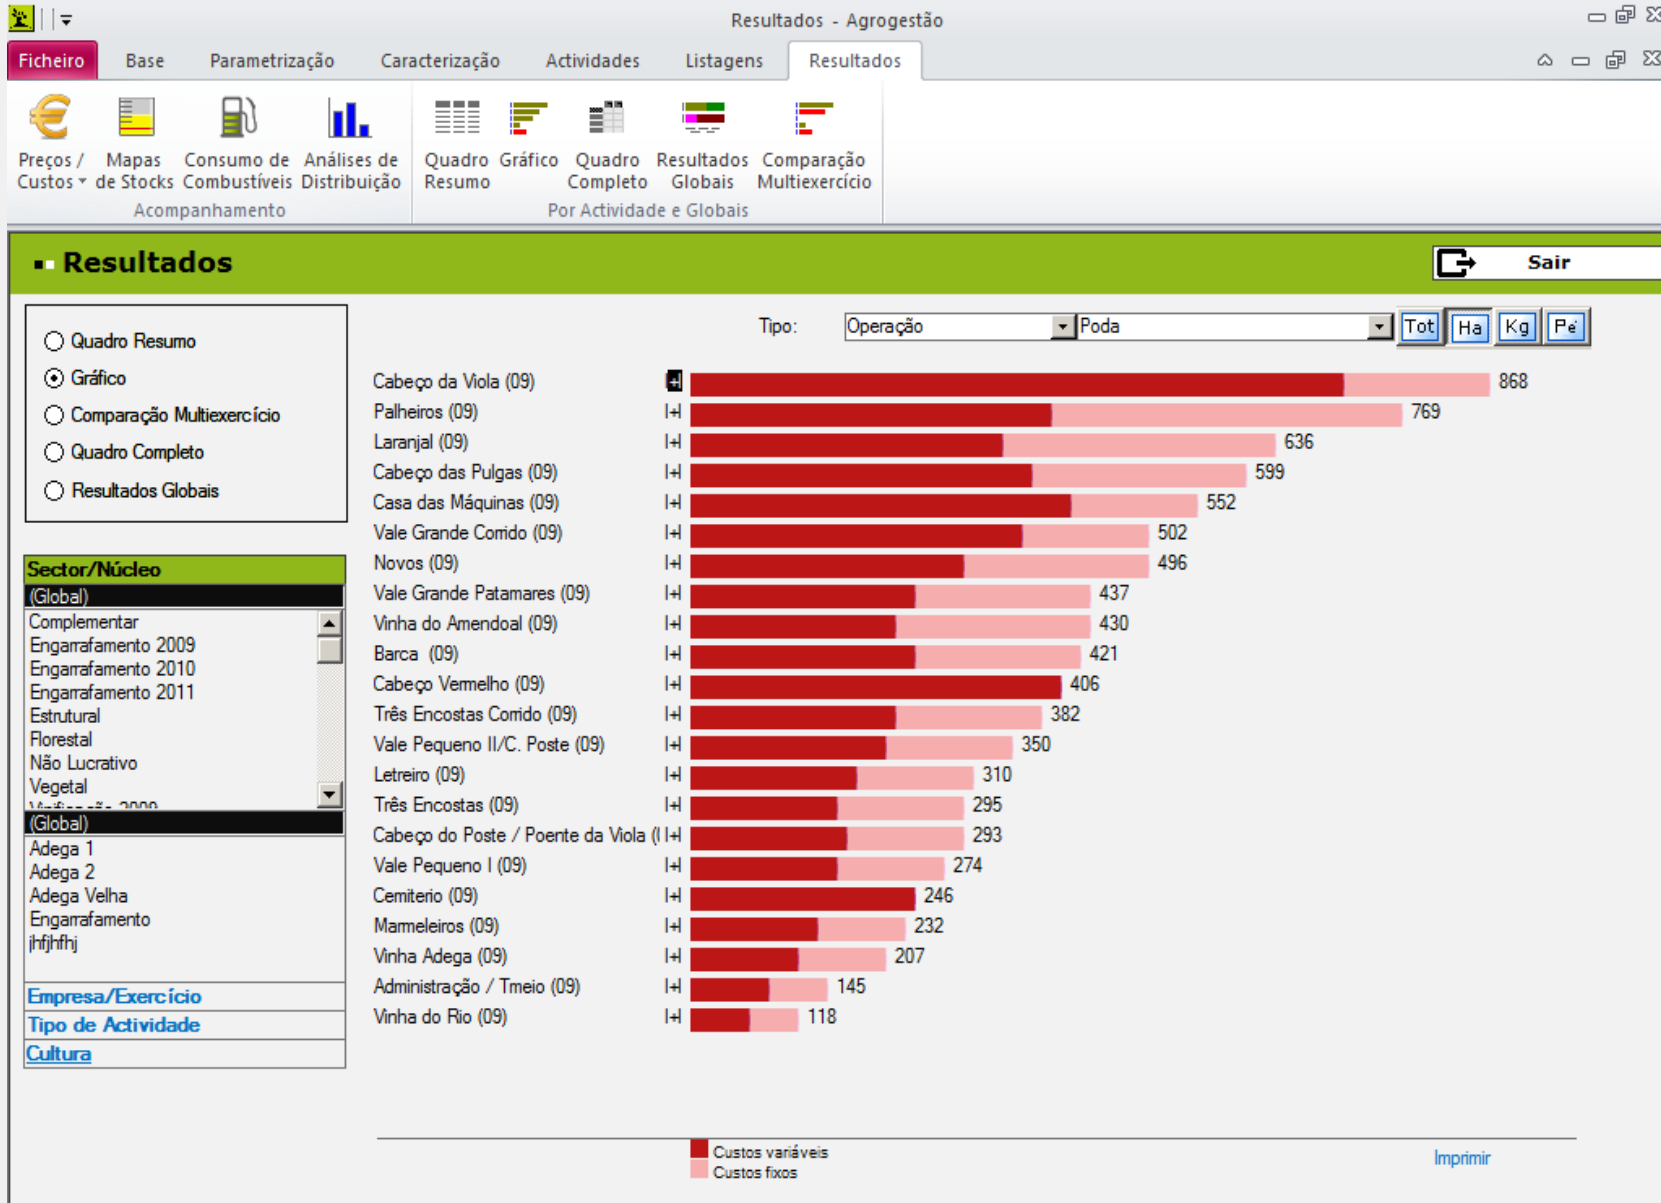 Resultados - Agrogestão
Ficheiro Base Parametrização Caracterização Actividades Listagens Resultados
Preços / Custos
Mapas de Stocks
Consumo de Combustíveis
Análises de Distribuição
Quadro Resumo
Gráfico
Quadro Completo
Resultados Globais
Comparação Multiexercício
Acompanhamento
Por Actividade e Globais
Resultados
Sair
Quadro Resumo
Gráfico
Comparação Multiexercício
Quadro Completo
Resultados Globais
Tipo: Operação Poda Tot Ha Kg Pé
Sector/Núcleo
(Global)
Complementar
Engarrafamento 2009
Engarrafamento 2010
Engarrafamento 2011
Estrutural
Florestal
Não Lucrativo
Vegetal
(Global)
Adega 1
Adega 2
Adega Velha
Engarrafamento
jhfjhfhj
Empresa/Exercício
Tipo de Actividade
Cultura
Cabeço da Viola (09) 868
Palheiros (09) 769
Laranjal (09) 636
Cabeço das Pulgas (09) 599
Casa das Máquinas (09) 552
Vale Grande Corrido (09) 502
Novos (09) 496
Vale Grande Patamares (09) 437
Vinha do Amendoal (09) 430
Barca (09) 421
Cabeço Vermelho (09) 406
Três Encostas Corrido (09) 382
Vale Pequeno II/C. Poste (09) 350
Letreiro (09) 310
Três Encostas (09) 295
Cabeço do Poste / Poente da Viola ( 293
Vale Pequeno I (09) 274
Cemiterio (09) 246
Marmeleiros (09) 232
Vinha Adega (09) 207
Administração / Tmeio (09) 145
Vinha do Rio (09) 118
Custos variáveis
Custos fixos
Imprimir